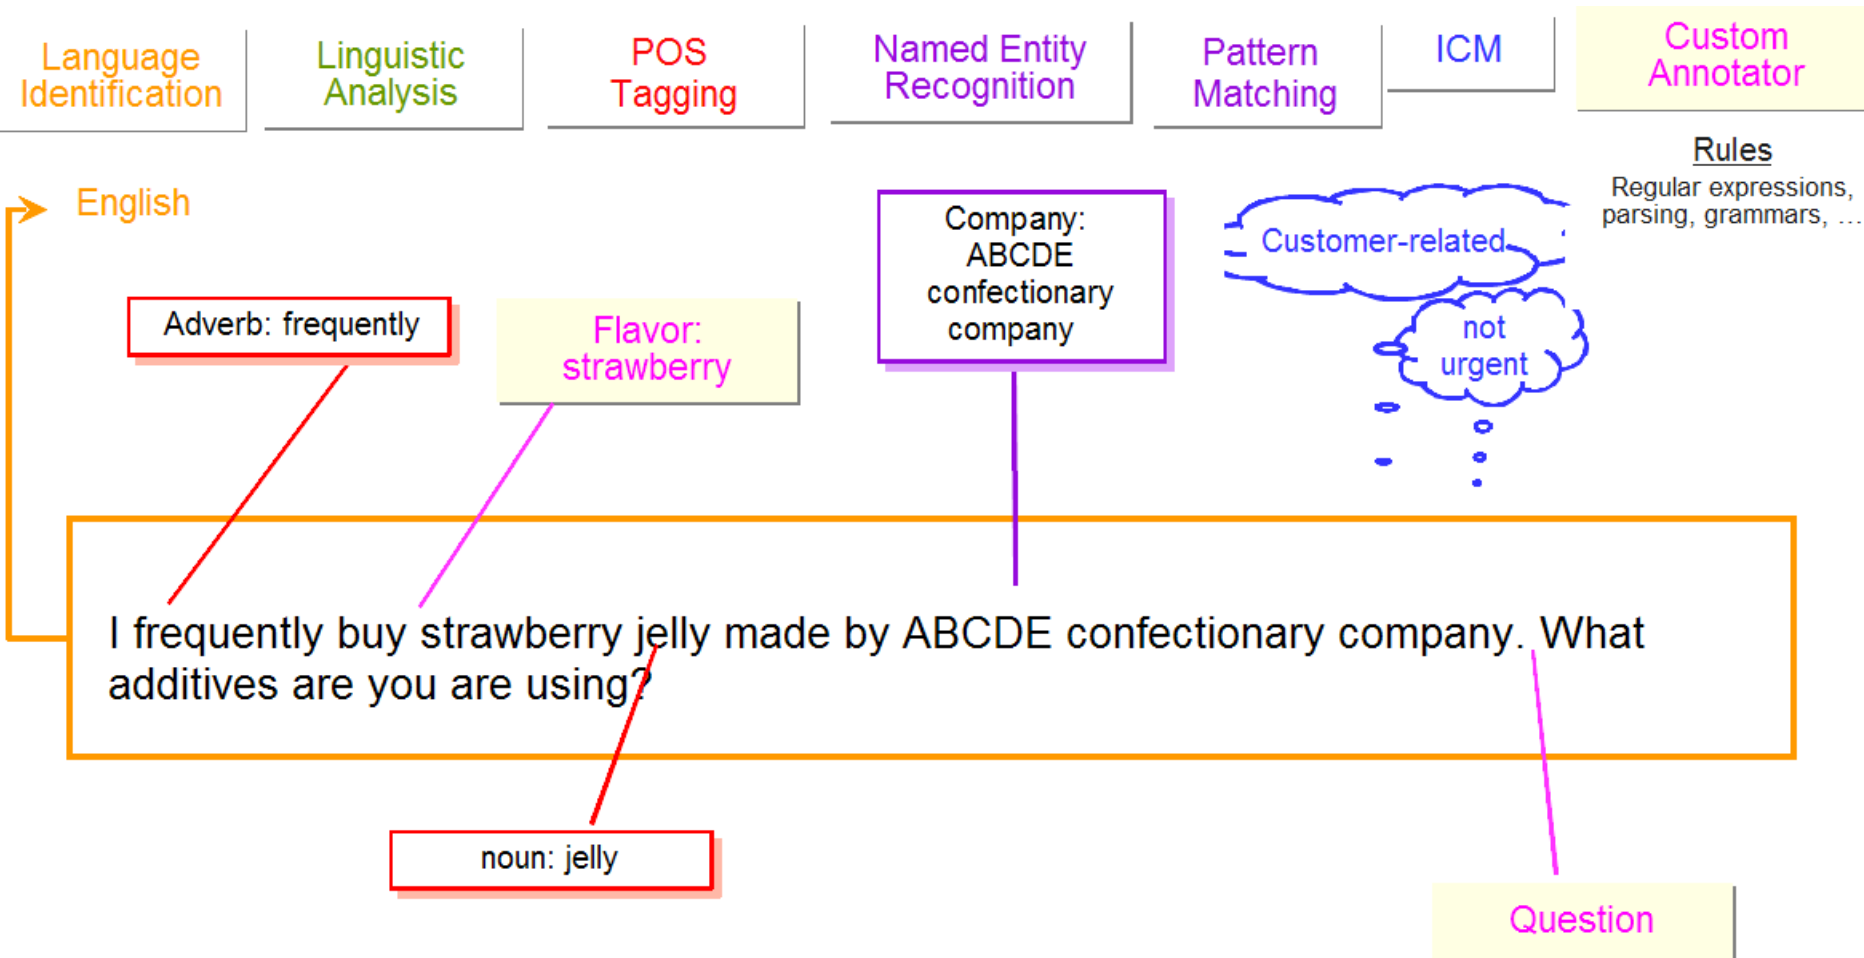 Language
Identification
Linguistic
Analysis
POS
Tagging
Named Entity
Recognition
Pattern
Matching
ICM
Custom
Annotator
Rules
Regular expressions,
parsing, grammars, …
English
Company:
ABCDE
confectionary
company
Customer-related
not
urgent
Adverb: frequently
Flavor:
strawberry
I frequently buy strawberry jelly made by ABCDE confectionary company. What
additives are you are using?
noun: jelly
Question